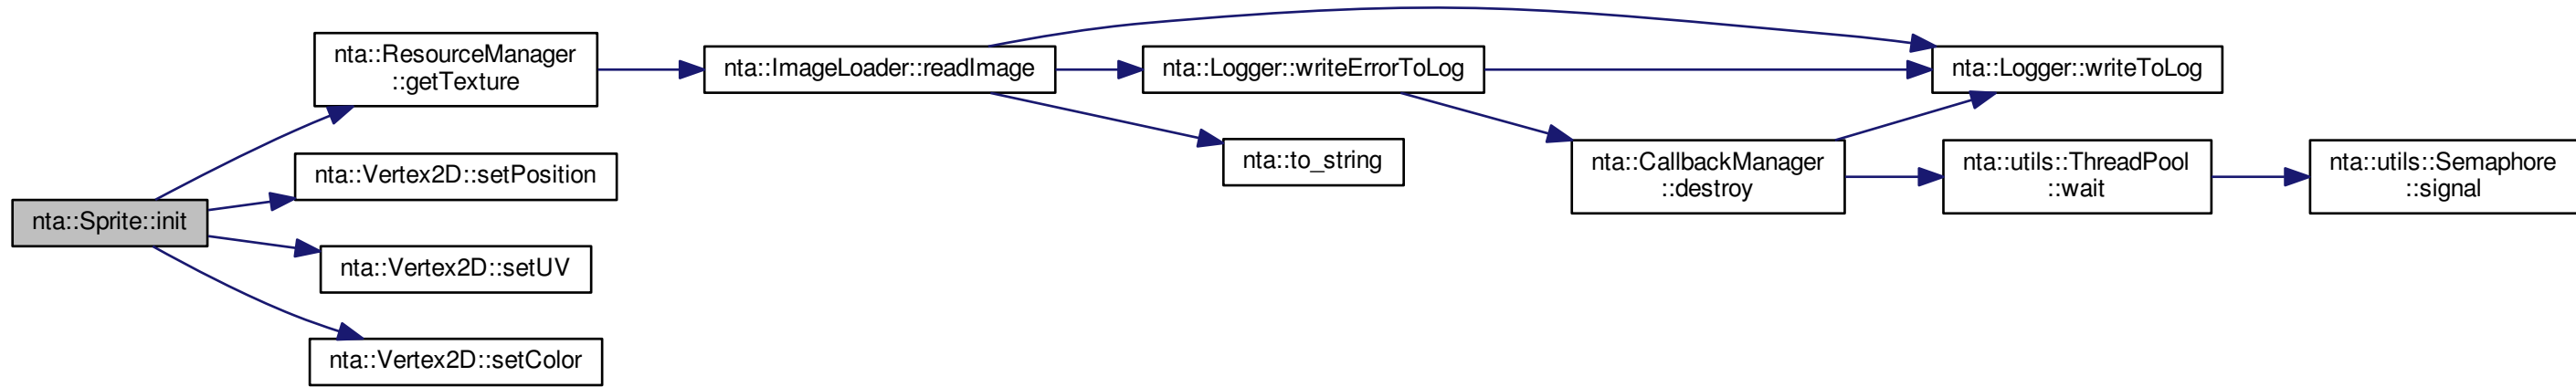 nta::Sprite::init
nta::ResourceManager
::getTexture
nta::Vertex2D::setPosition
nta::Vertex2D::setUV
nta::Vertex2D::setColor
nta::ImageLoader::readImage
nta::Logger::writeErrorToLog
nta::to_string
nta::CallbackManager
::destroy
nta::Logger::writeToLog
nta::utils::ThreadPool
::wait
nta::utils::Semaphore
::signal